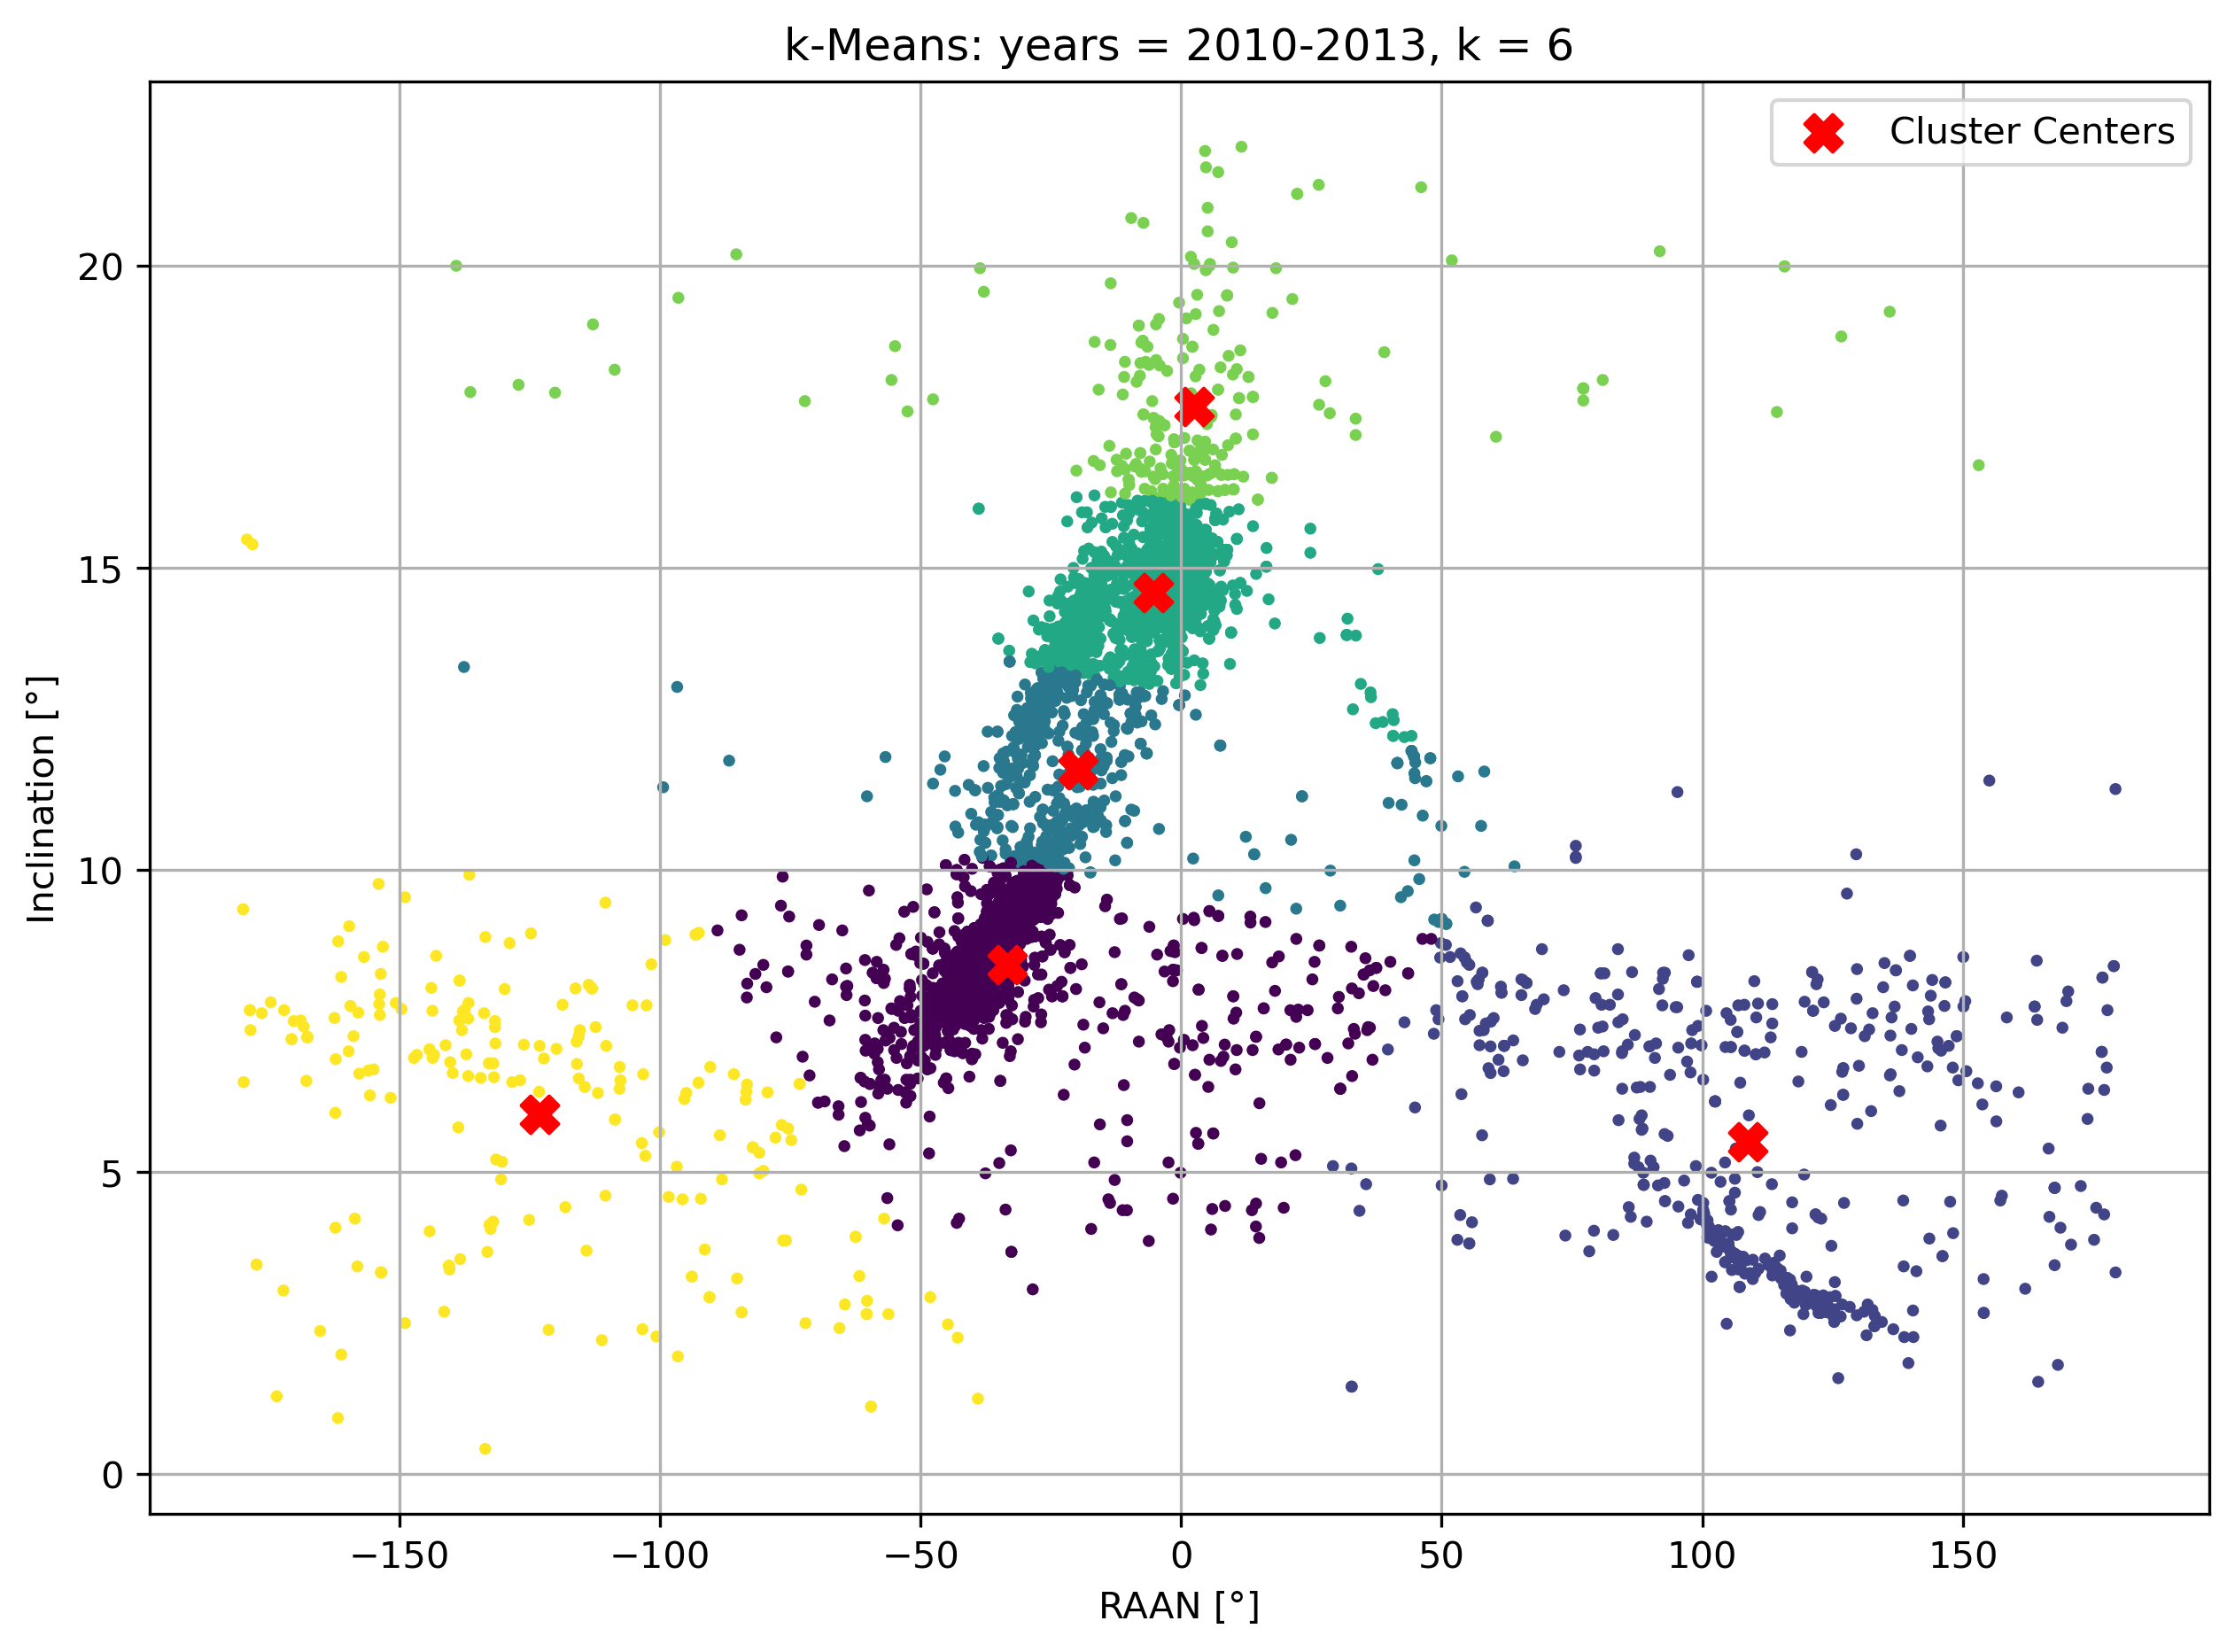 k-Means: years = 2010-2013, k = 6
Cluster Centers
20
15
10
5
0
Inclination [°]
−150 −100 −50 0 50 100 150
RAAN [°]